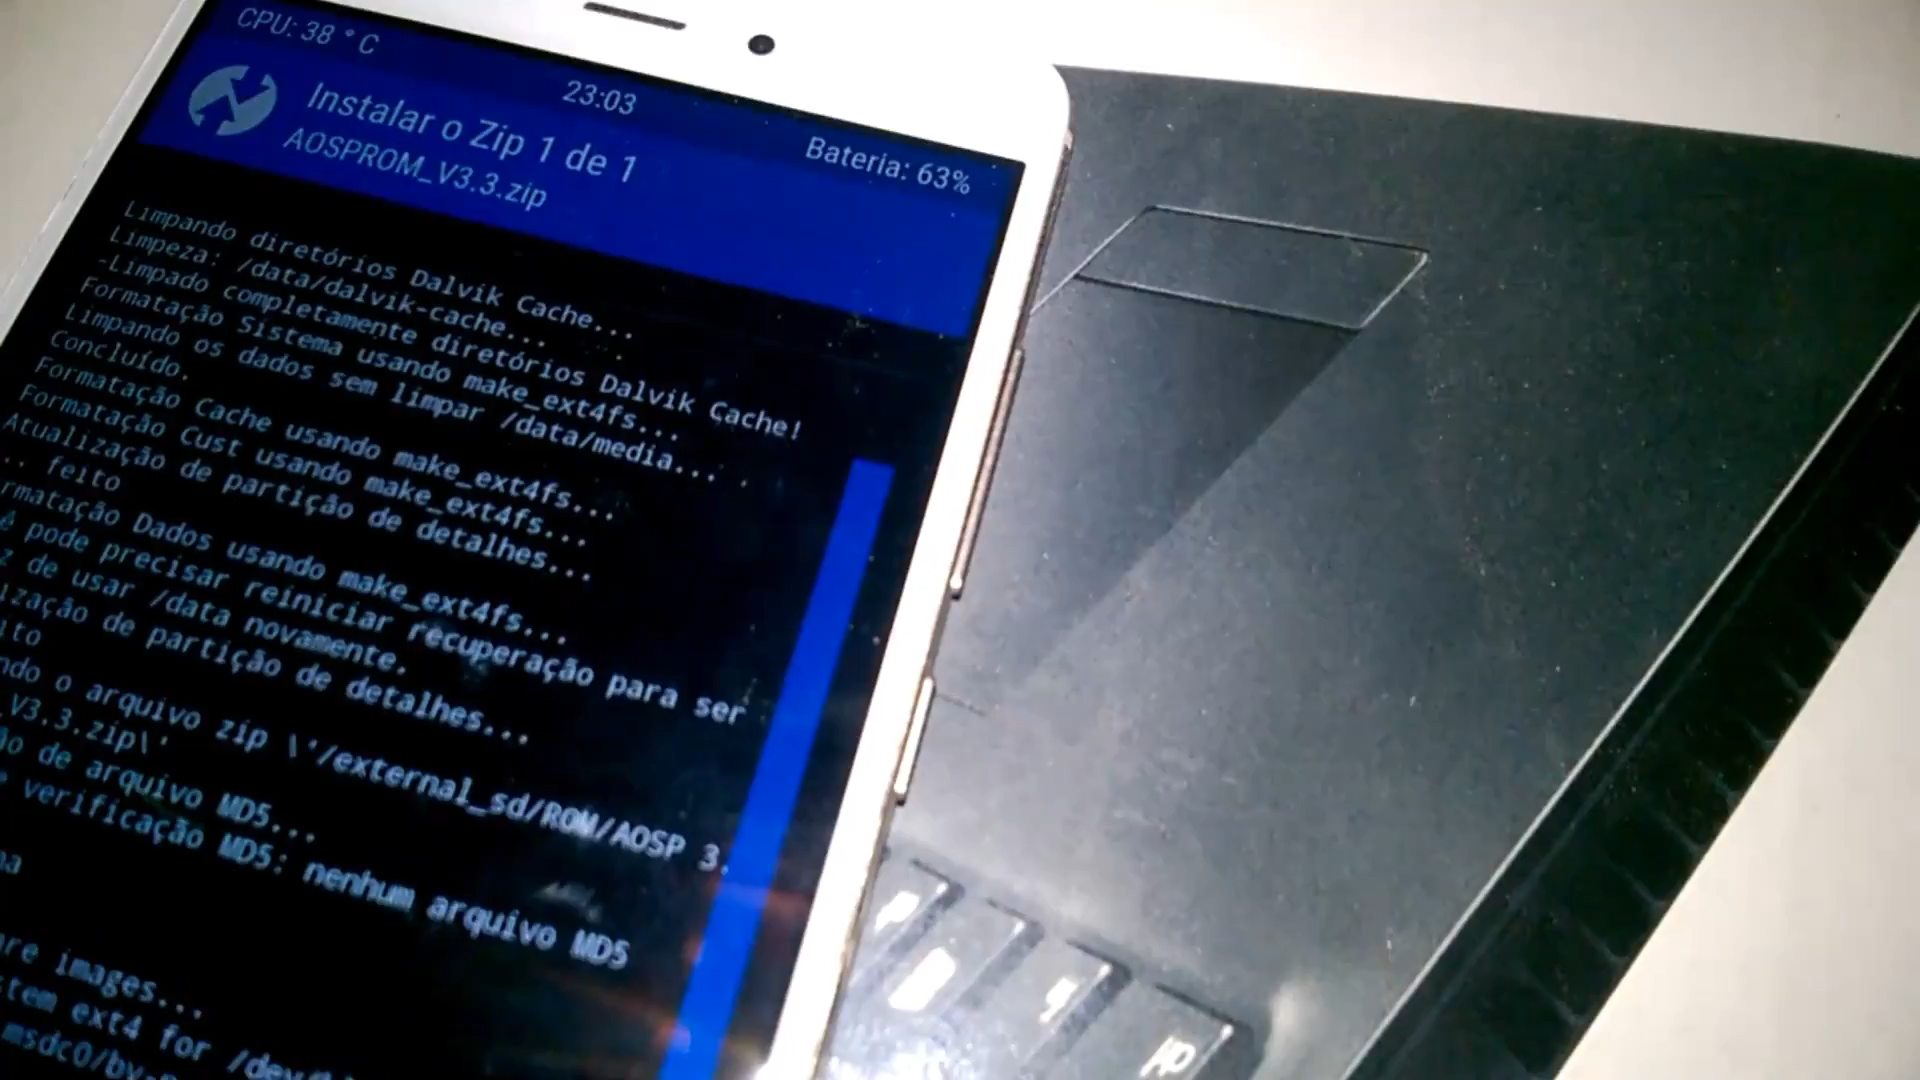 CPU: 38 ° C
23:03
Bateria: 63%
Instalar o Zip 1 de 1
AOSPROM_V3.3.zip
Limpando diretórios Dalvik Cache...
Limpeza: /data/dalvik-cache...
-Limpado completamente diretórios Dalvik Cache!
Formatação Sistema usando make_ext4fs...
Limpando os dados sem limpar /data/media...
Concluído.
Formatação Cache usando make_ext4fs...
Formatação Cust usando make_ext4fs...
Atualização de partição de detalhes...
.. feito
rmatação Dados usando make_ext4fs...
ê pode precisar reiniciar recuperação para ser
z de usar /data novamente.
ização de partição de detalhes...
ito
ndo o arquivo zip \'/external_sd/ROM/AOSP 3.
_V3.3.zip\'
ão de arquivo MD5...
verificação MD5: nenhum arquivo MD5
na
are images...
stem ext4 for /dev/
msdc0/by-